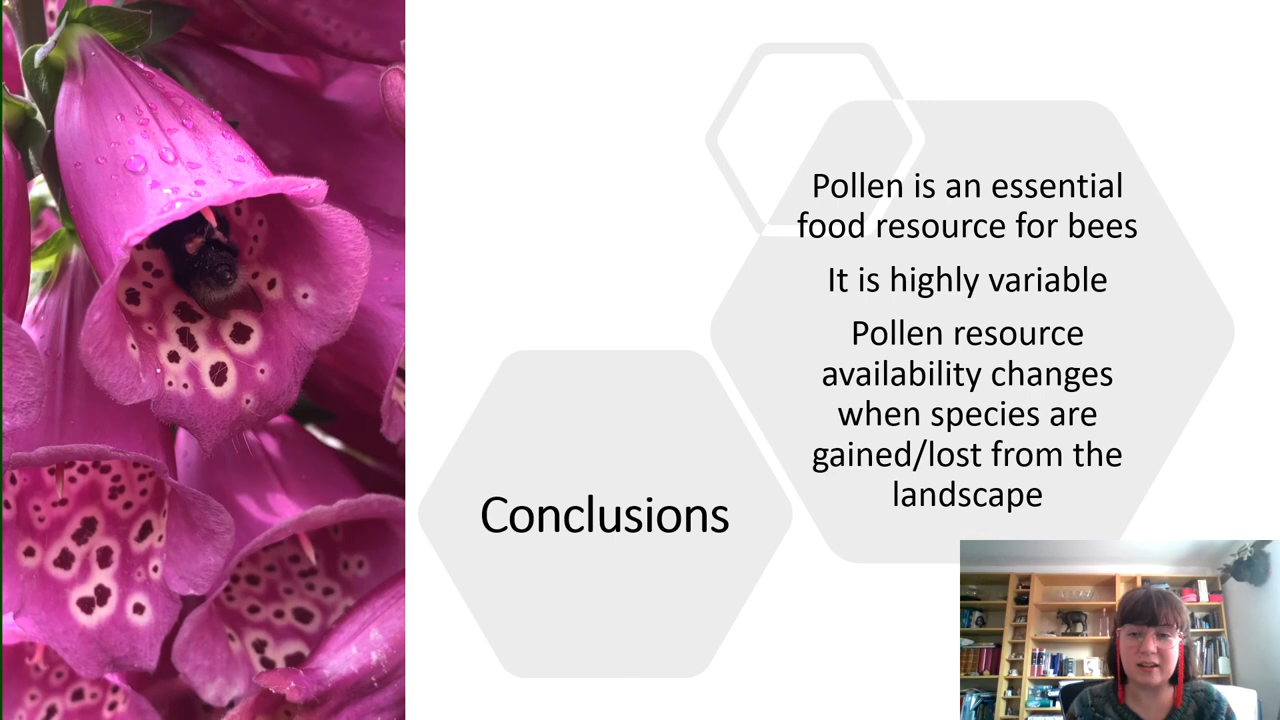 Pollen is an essential
food resource for bees
It is highly variable
Pollen resource
availability changes
when species are
gained/lost from the
landscape
Conclusions